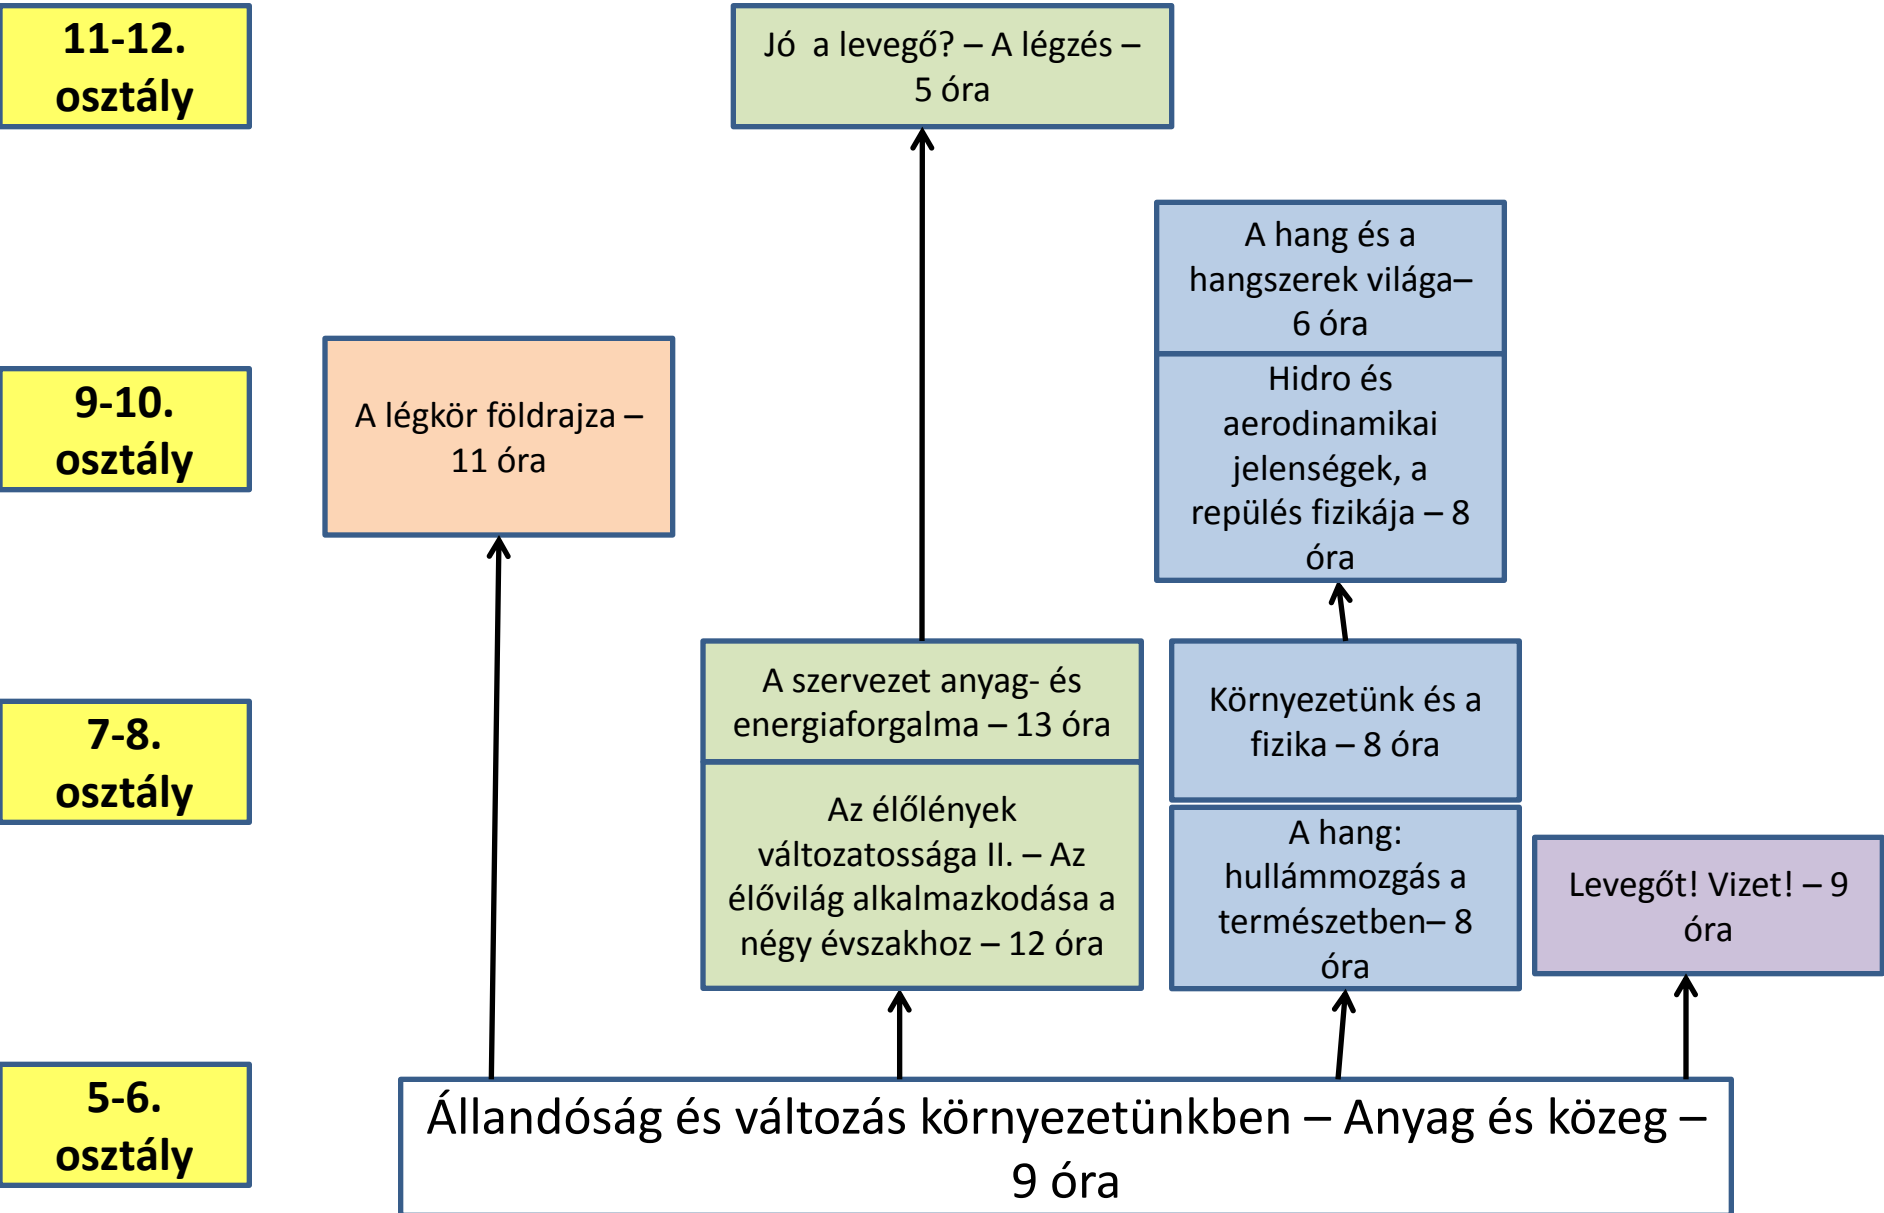 11-12.
osztály
Jó  a levegő? – A légzés –
5 óra
A hang és a
hangszerek világa–
6 óra
9-10.
osztály
A légkör földrajza –
11 óra
Hidro és
aerodinamikai
jelenségek, a
repülés fizikája – 8
óra
7-8.
osztály
A szervezet anyag- és
energiaforgalma – 13 óra
Az élőlények
változatossága II. – Az
élővilág alkalmazkodása a
négy évszakhoz – 12 óra
Környezetünk és a
fizika – 8 óra
A hang:
hullámmozgás a
természetben– 8
óra
Levegőt! Vizet! – 9
óra
5-6.
osztály
Állandóság és változás környezetünkben – Anyag és közeg –
9 óra